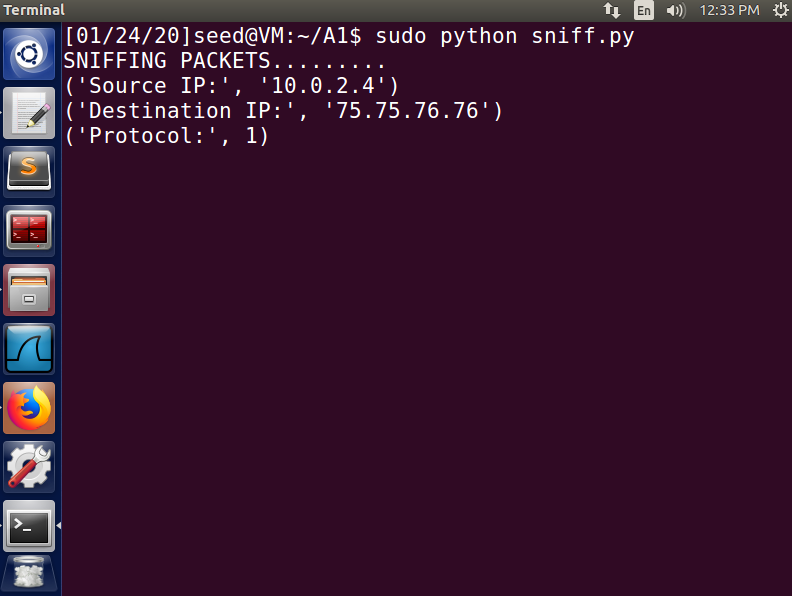 Terminal
En
12:33 PM
[01/24/20]seed@VM:~/A1$ sudo python sniff.py
SNIFFING PACKETS.........
('Source IP:', '10.0.2.4')
('Destination IP:', '75.75.76.76')
('Protocol:', 1)
S
>_